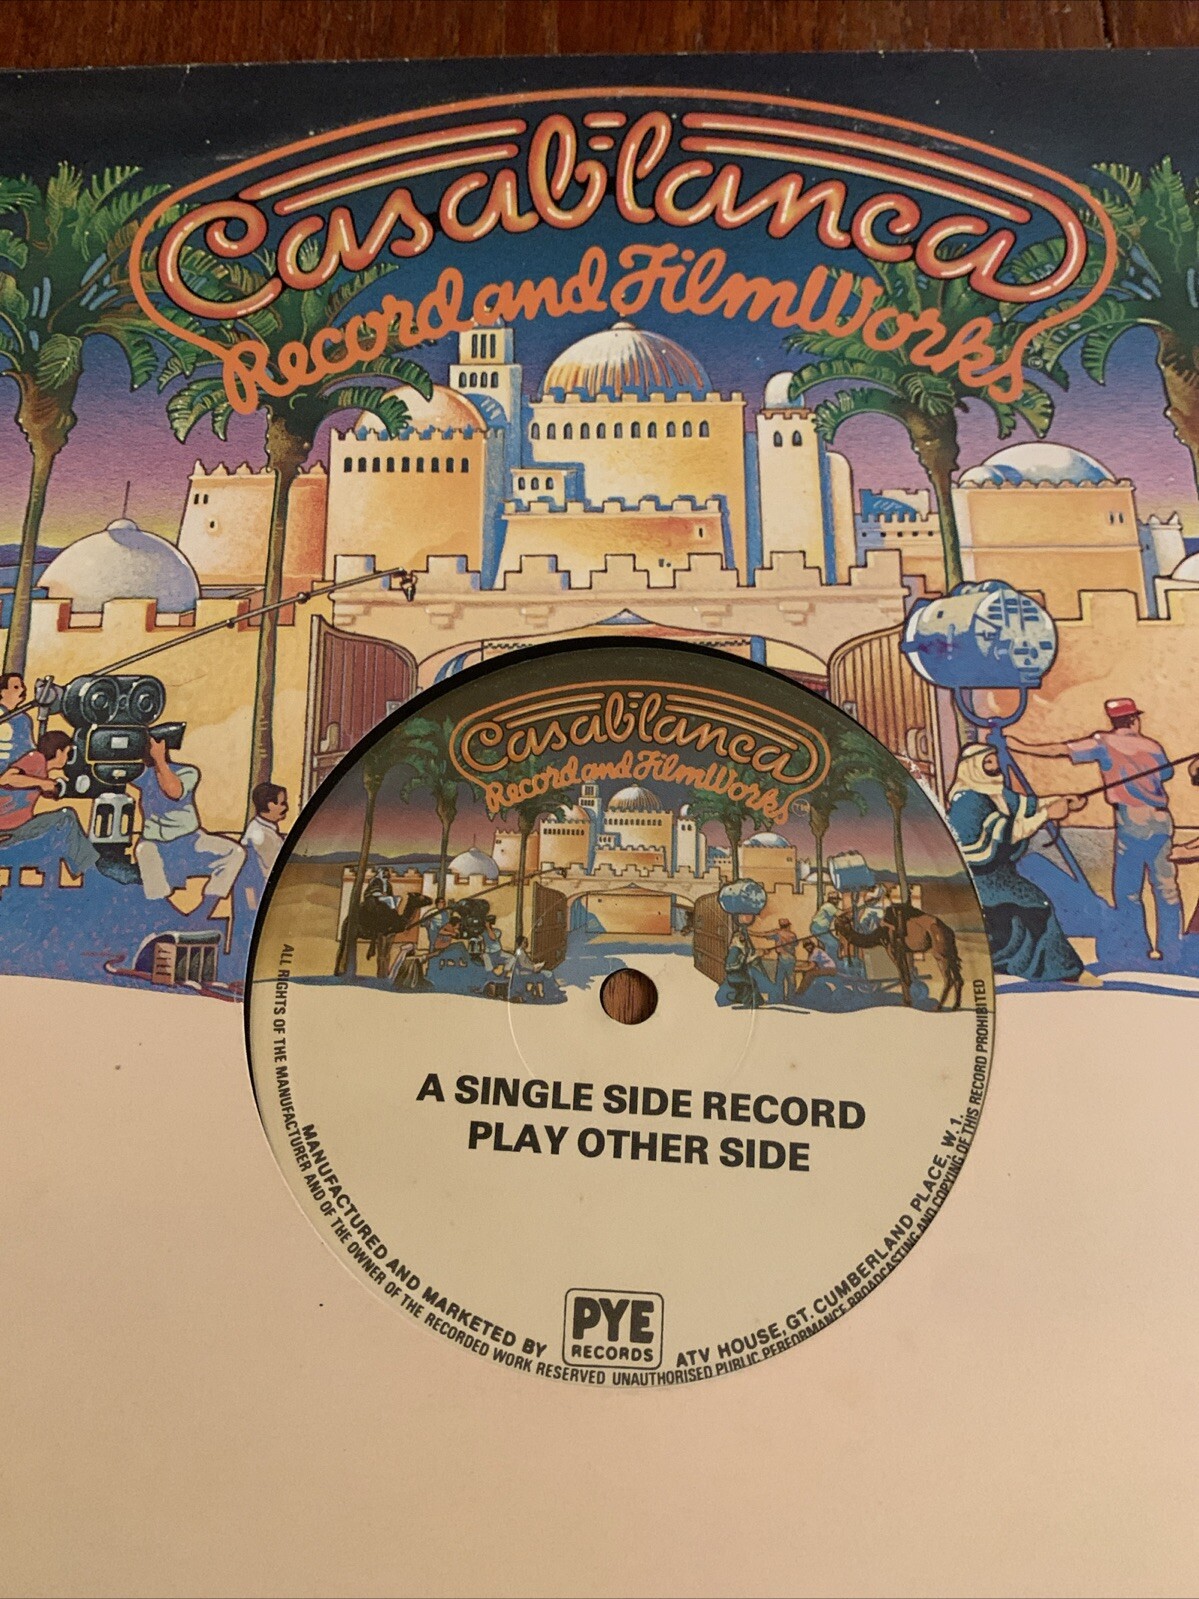 Casablanca
Record and FilmWorks
Casablanca
Record and FilmWorks
TM
A SINGLE SIDE RECORD
PLAY OTHER SIDE
MANUFACTURED AND MARKETED BY
PYE
RECORDS
ATV HOUSE, GT. CUMBERLAND PLACE, W.1.
ALL RIGHTS OF THE MANUFACTURER AND OF THE OWNER OF THE RECORDED WORK RESERVED UNAUTHORISED PUBLIC PERFORMANCE BROADCASTING AND COPYING OF THIS RECORD PROHIBITED